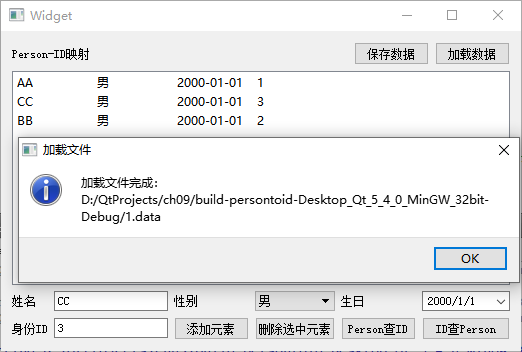 Widget
Person-ID映射 保存数据 加载数据
AA 男 2000-01-01 1
CC 男 2000-01-01 3
BB 男 2000-01-01 2
加载文件
加载文件完成：
D:/QtProjects/ch09/build-persontoid-Desktop_Qt_5_4_0_MinGW_32bit-
Debug/1.data
OK
姓名 CC 性别 男 生日 2000/1/1
身份ID 3 添加元素 删除选中元素 Person查ID ID查Person